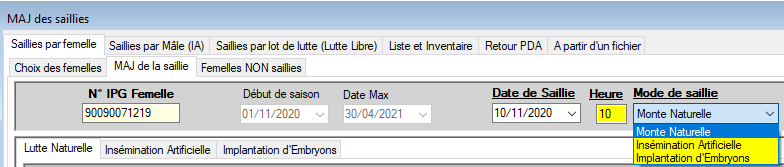 MAJ des saillies
Saillies par femelle Saillies par Mâle (IA) Saillies par lot de lutte (Lutte Libre) Liste et Inventaire Retour PDA A partir d'un fichier
Choix des femelles MAJ de la saillie Femelles NON saillies
N° IPG Femelle Début de saison Date Max Date de Saillie Heure Mode de saillie
90090071219 01/11/2020 30/04/2021 10/11/2020 10 Monte Naturelle
Monte Naturelle
Insémination Artificielle
Implantation d'Embryons
Lutte Naturelle Insémination Artificielle Implantation d'Embryons